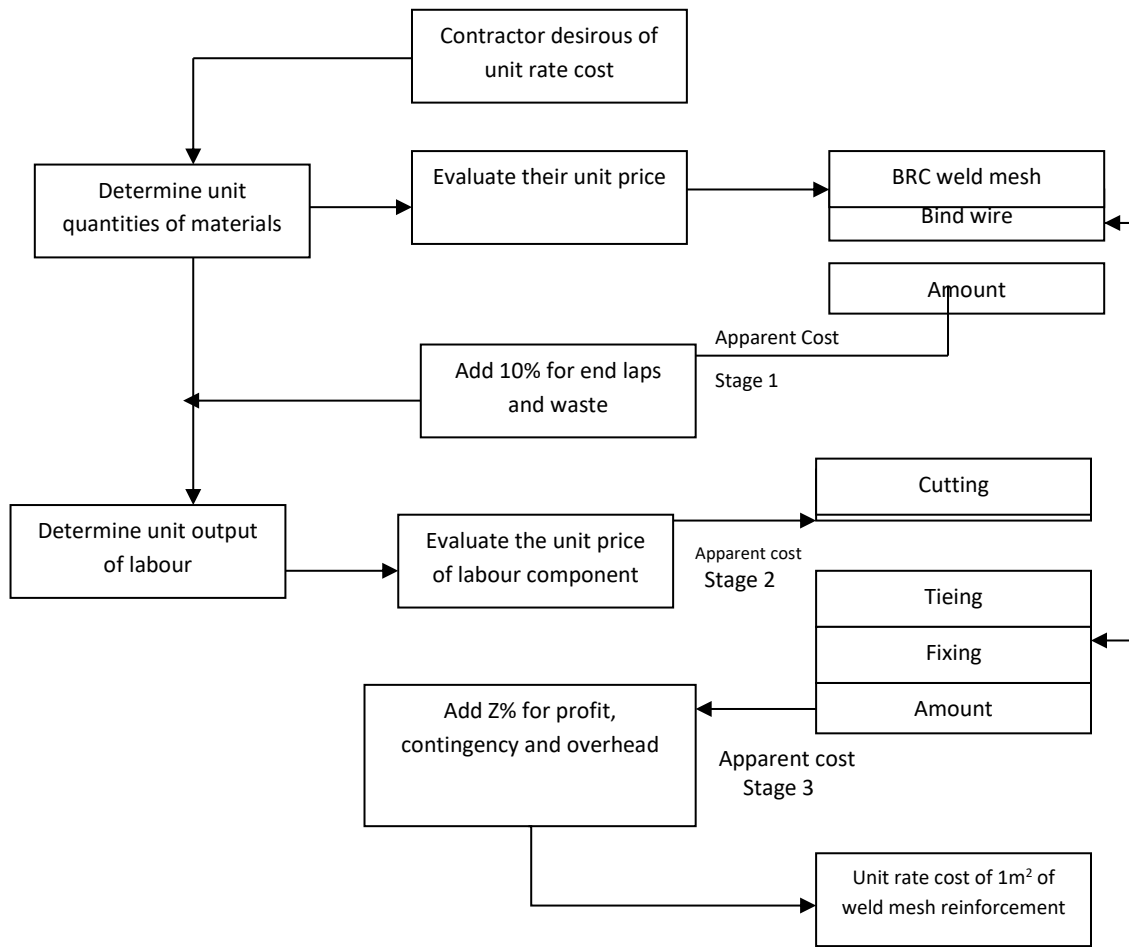 Contractor desirous of
unit rate cost
Determine unit
quantities of materials
Evaluate their unit price
BRC weld mesh
Bind wire
Amount
Apparent Cost
Stage 1
Add 10% for end laps
and waste
Cutting
Determine unit output
of labour
Evaluate the unit price
of labour component
Apparent cost
Stage 2
Tieing
Fixing
Amount
Add Z% for profit,
contingency and overhead
Apparent cost
Stage 3
Unit rate cost of 1m² of
weld mesh reinforcement